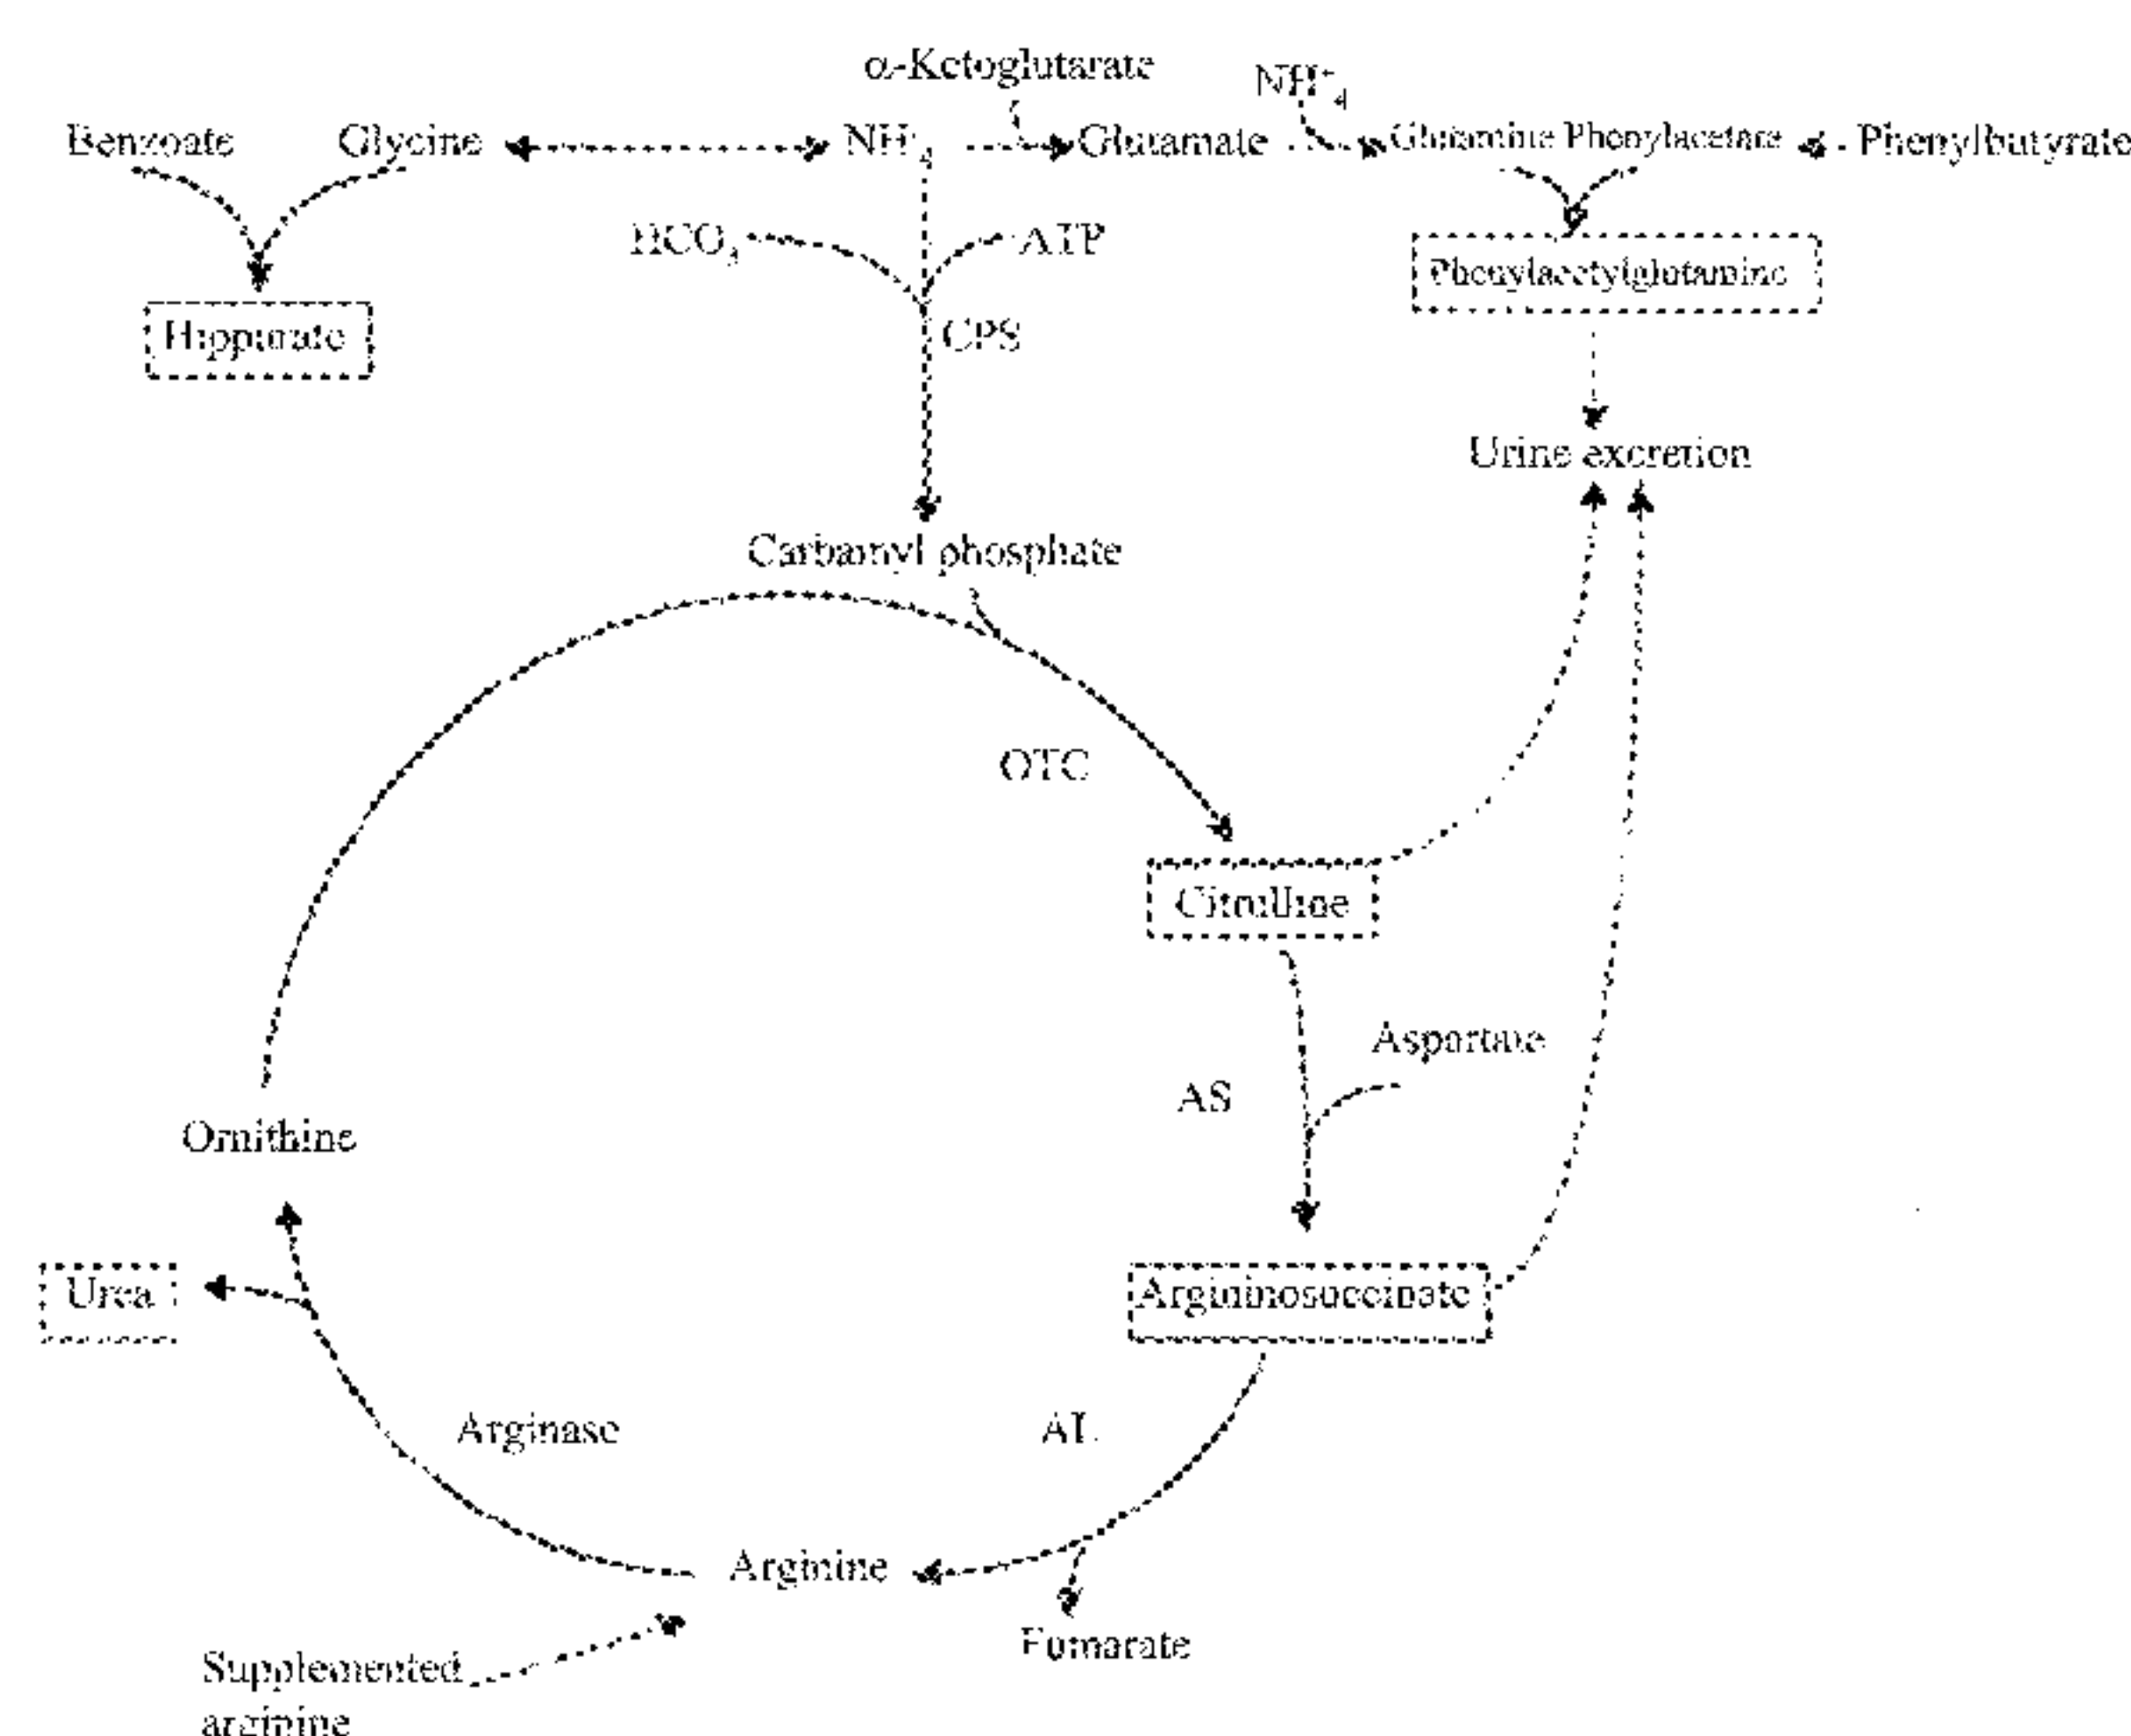 α-Ketoglutarate
NH⁺₄
Benzoate
Glycine
NH⁺₄
Glutamate
Glutamine
Phenylacetate
Phenylbutyrate
HCO₃
ATP
Phenylacetylglutamine
Hippurate
CPS
Urine excretion
Carbamyl phosphate
OTC
Citrulline
Aspartate
AS
Ornithine
Urea
Argininosuccinate
Arginase
AL
Arginine
Fumarate
Supplemented
arginine